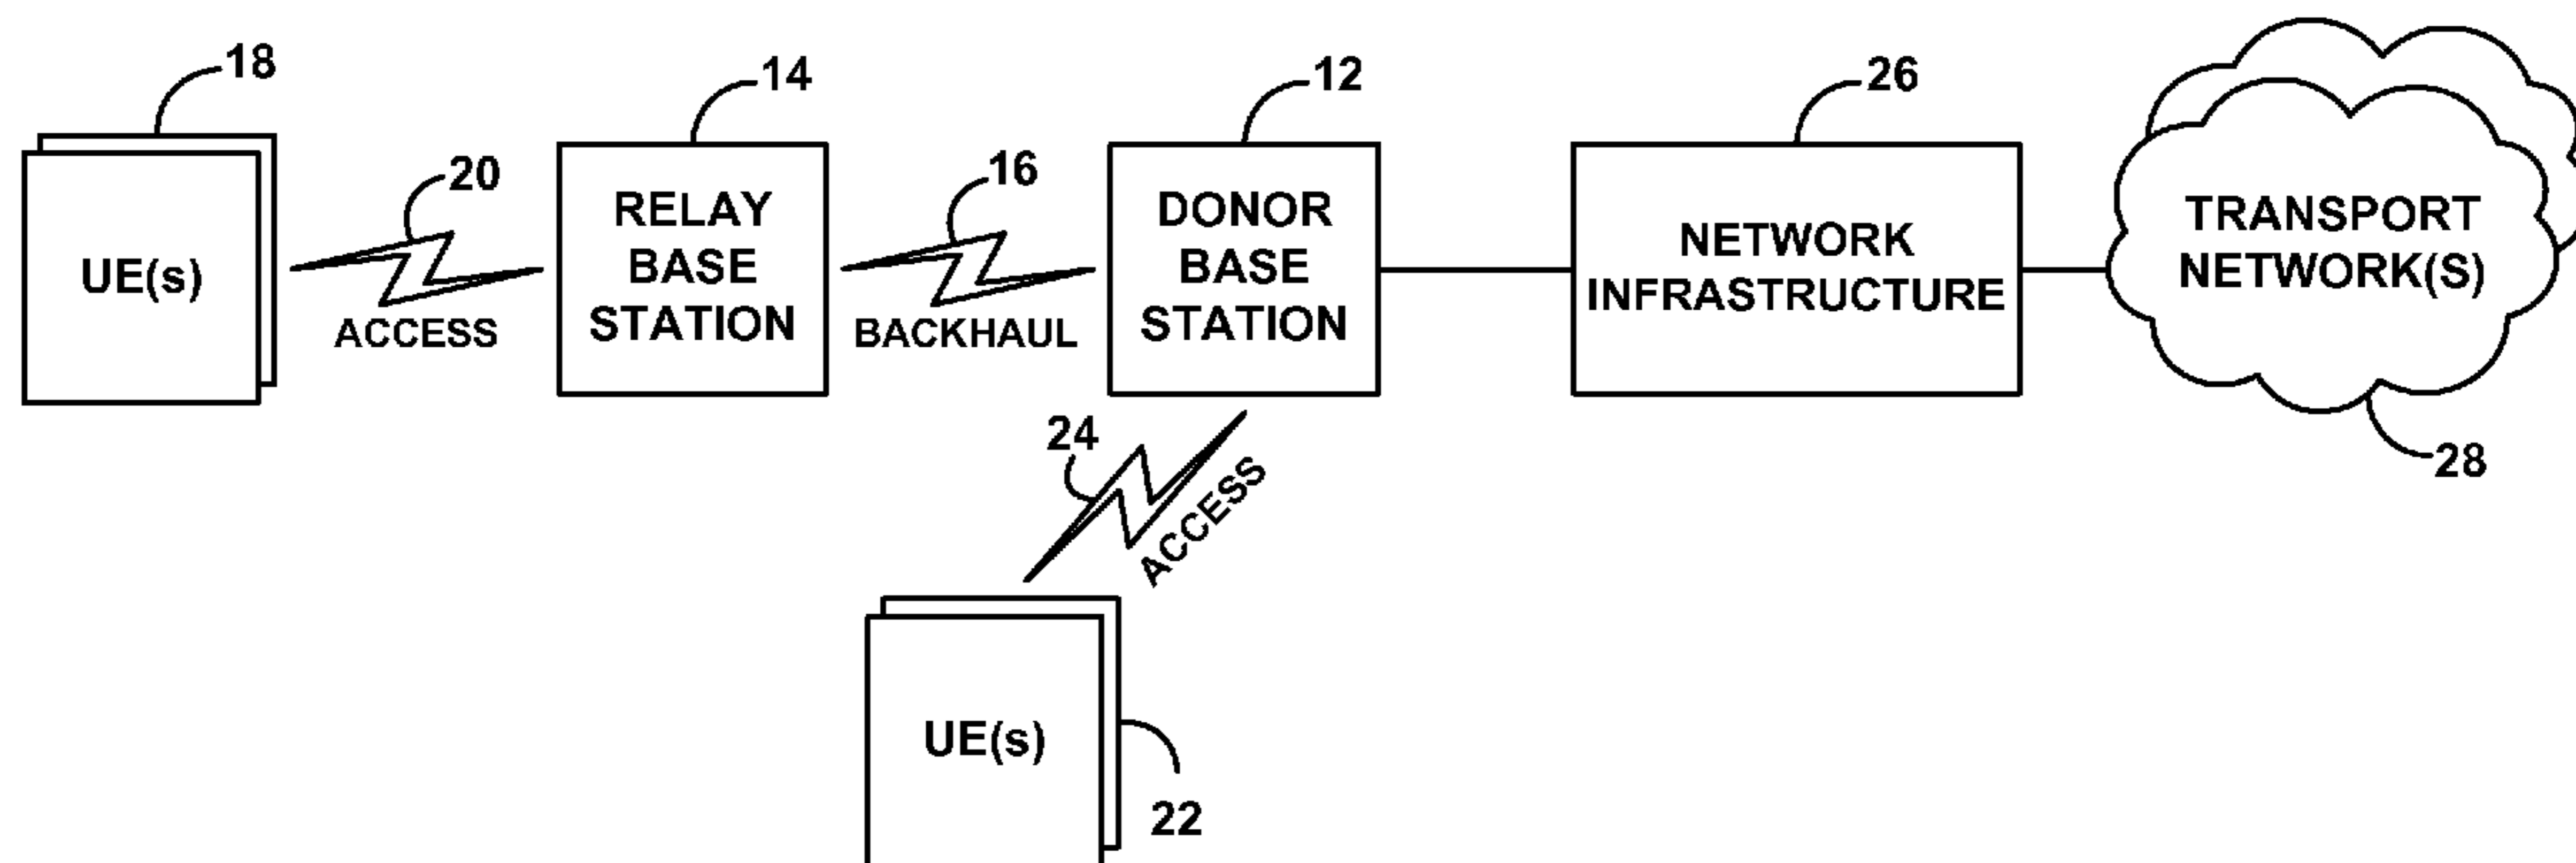 18
14
12
26
20
16
UE(s)
RELAY
BASE
STATION
DONOR
BASE
STATION
NETWORK
INFRASTRUCTURE
TRANSPORT
NETWORK(S)
ACCESS
BACKHAUL
24
ACCESS
28
UE(s)
22